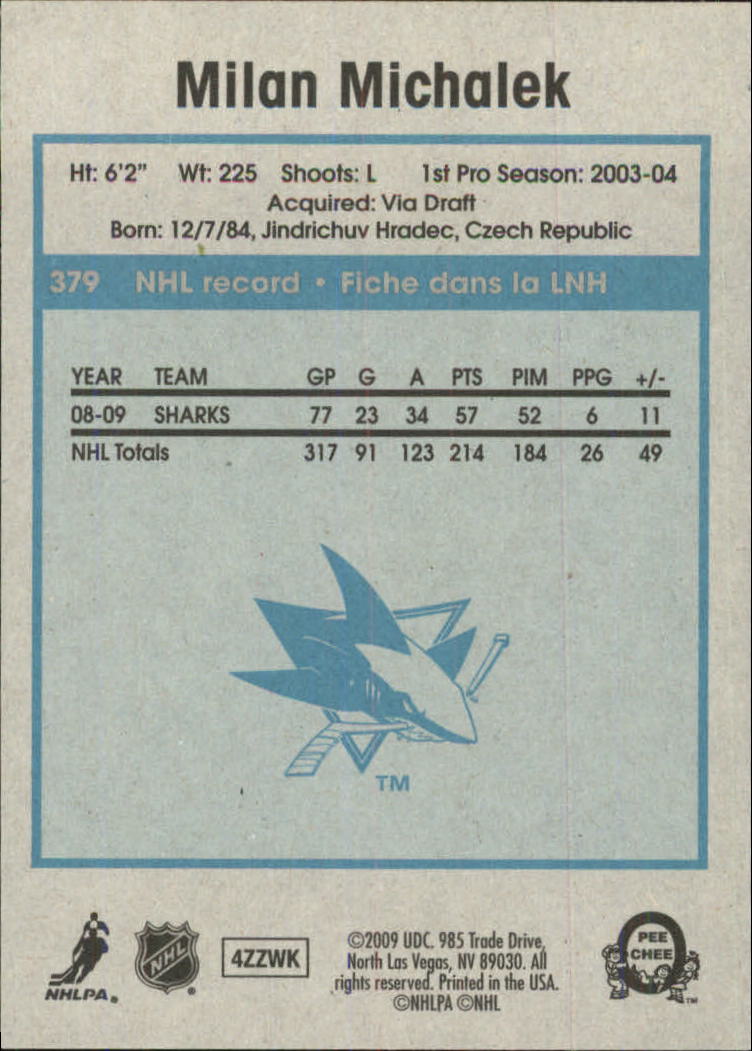 Milan Michalek
Ht: 6'2" Wt: 225 Shoots: L 1st Pro Season: 2003-04
Acquired: Via Draft
Born: 12/7/84, Jindrichuv Hradec, Czech Republic
379 NHL record • Fiche dans la LNH
YEAR TEAM GP G A PTS PIM PPG +/-
08-09 SHARKS 77 23 34 57 52 6 11
NHL Totals 317 91 123 214 184 26 49
TM
NHLPA®
NHL®
4ZZWK
©2009 UDC. 985 Trade Drive,
North Las Vegas, NV 89030. All
rights reserved. Printed in the USA.
©NHLPA ©NHL
O
PEE
CHEE
TM